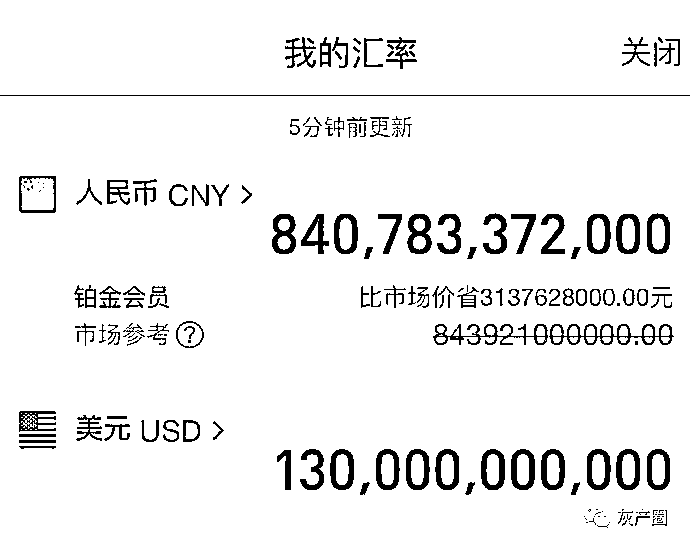 我的汇率 关闭
5分钟前更新
人民币 CNY >
840,783,372,000
铂金会员 比市场价省3137628000.00元
市场参考 ? 843921000000.00
美元 USD >
130,000,000,000
灰产圈